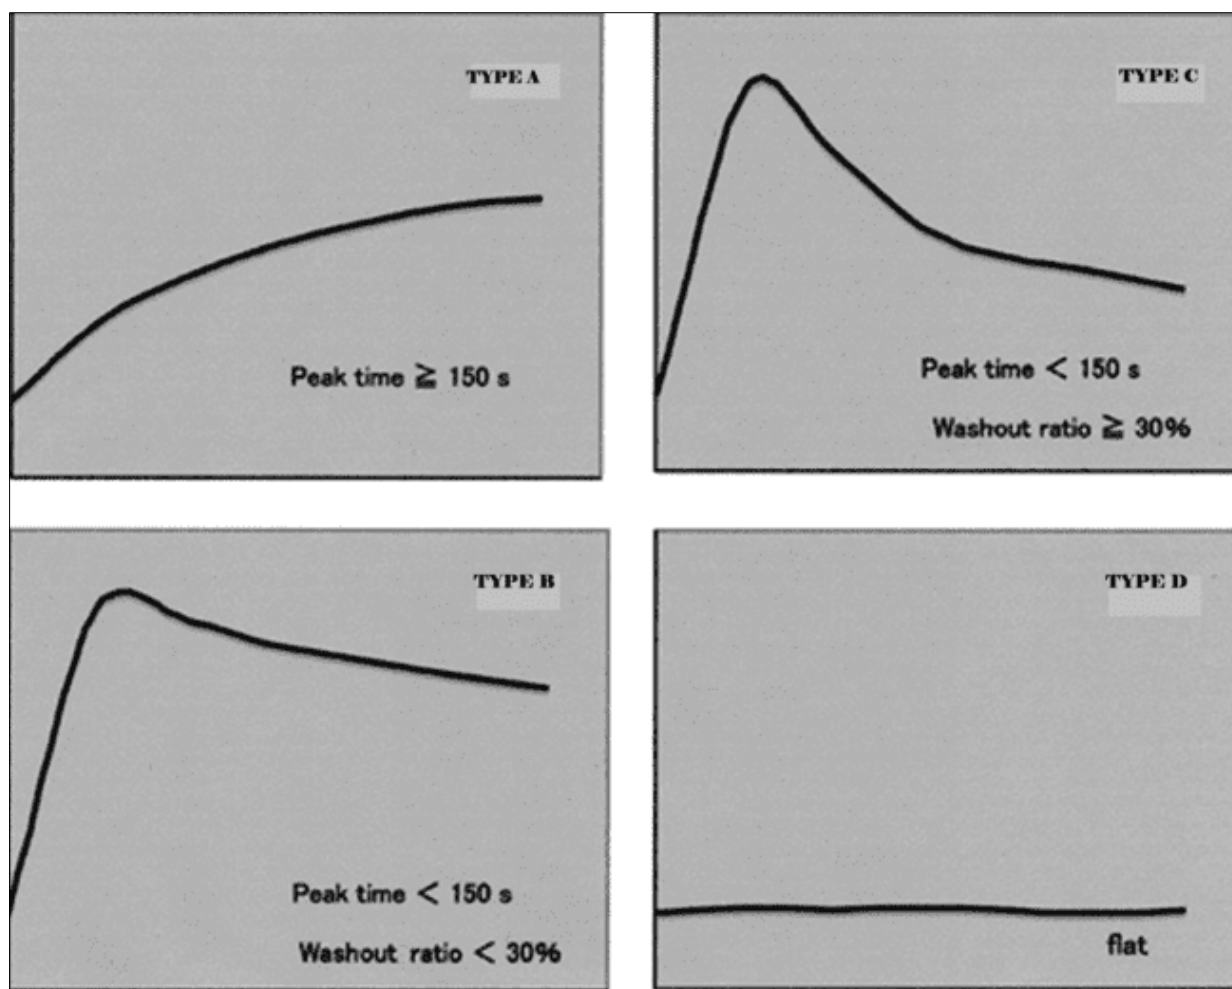 TYPE A
Peak time ≧ 150 s
TYPE C
Peak time < 150 s
Washout ratio ≧ 30%
TYPE B
Peak time < 150 s
Washout ratio < 30%
TYPE D
flat